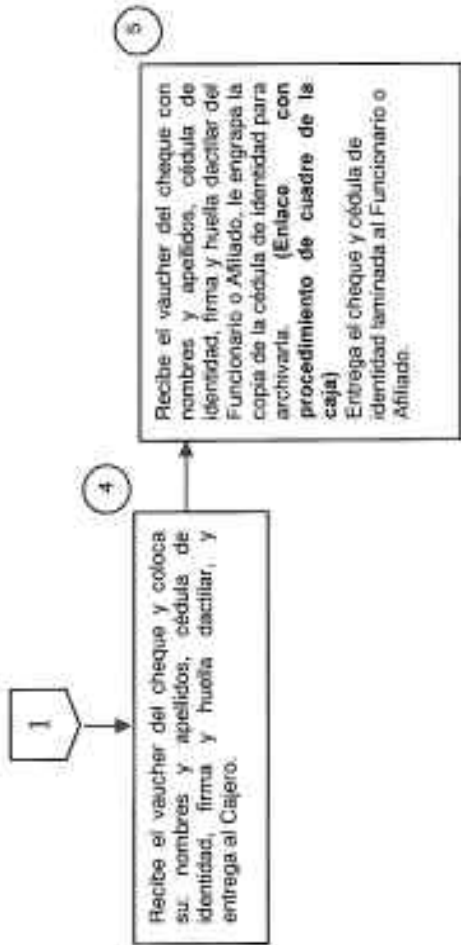 1
4
Recibe el vaucher del cheque y coloca
su: nombres y apellidos, cédula de
identidad, firma y huella dactilar, y
entrega al Cajero.
5
Recibe el váucher del cheque con
nombres y apellidos, cédula de
identidad, firma y huella dactilar del
Funcionario o Afiliado, le engrapa la
copia de la cédula de identidad para
archivarla. (Enlace con
procedimiento de cuadre de la
caja)
Entrega el cheque y cédula de
identidad laminada al Funcionario o
Afiliado.